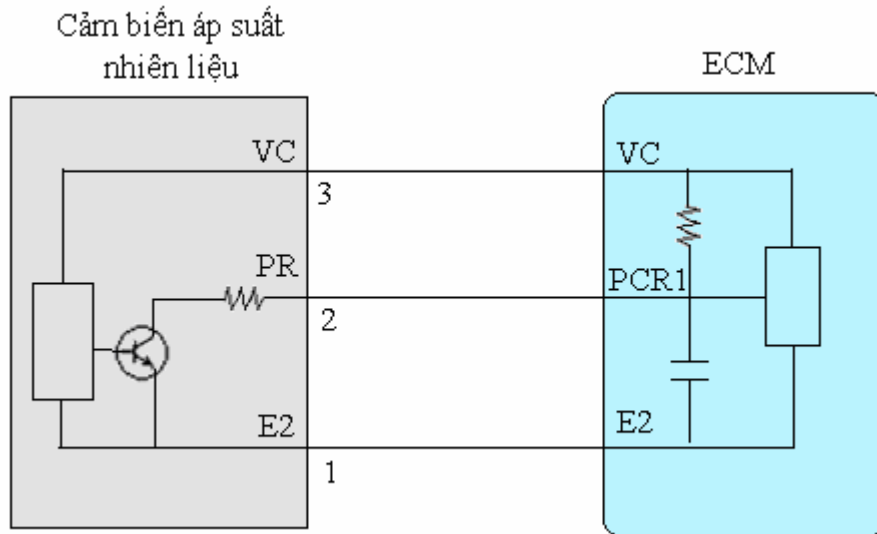 Cảm biến áp suất
nhiên liệu
ECM
VC
3
VC
PR
2
PCR1
E2
1
E2